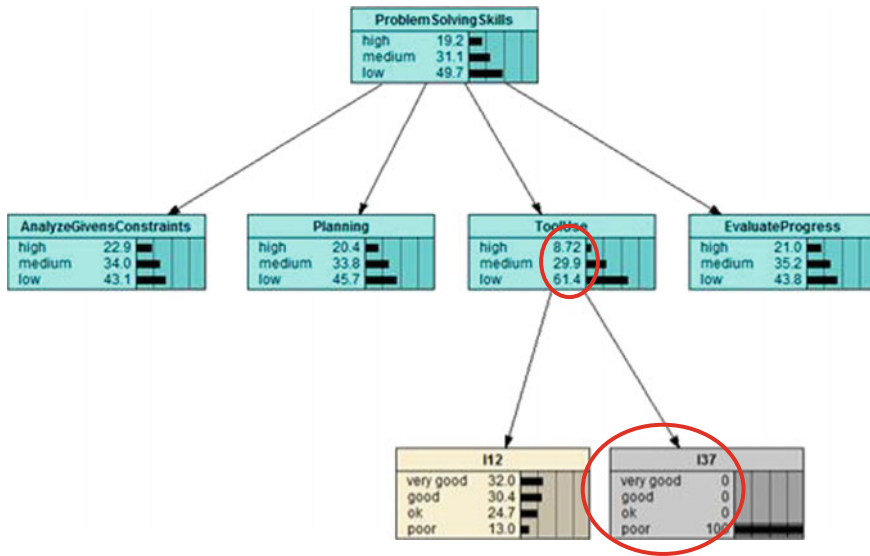 ProblemSolvingSkills
high 19.2
medium 31.1
low 49.7
AnalyzeGivensConstraints
high 22.9
medium 34.0
low 43.1
Planning
high 20.4
medium 33.8
low 45.7
ToolUse
high 8.72
medium 29.9
low 61.4
EvaluateProgress
high 21.0
medium 35.2
low 43.8
I12
very good 32.0
good 30.4
ok 24.7
poor 13.0
I37
very good 0
good 0
ok 0
poor 100